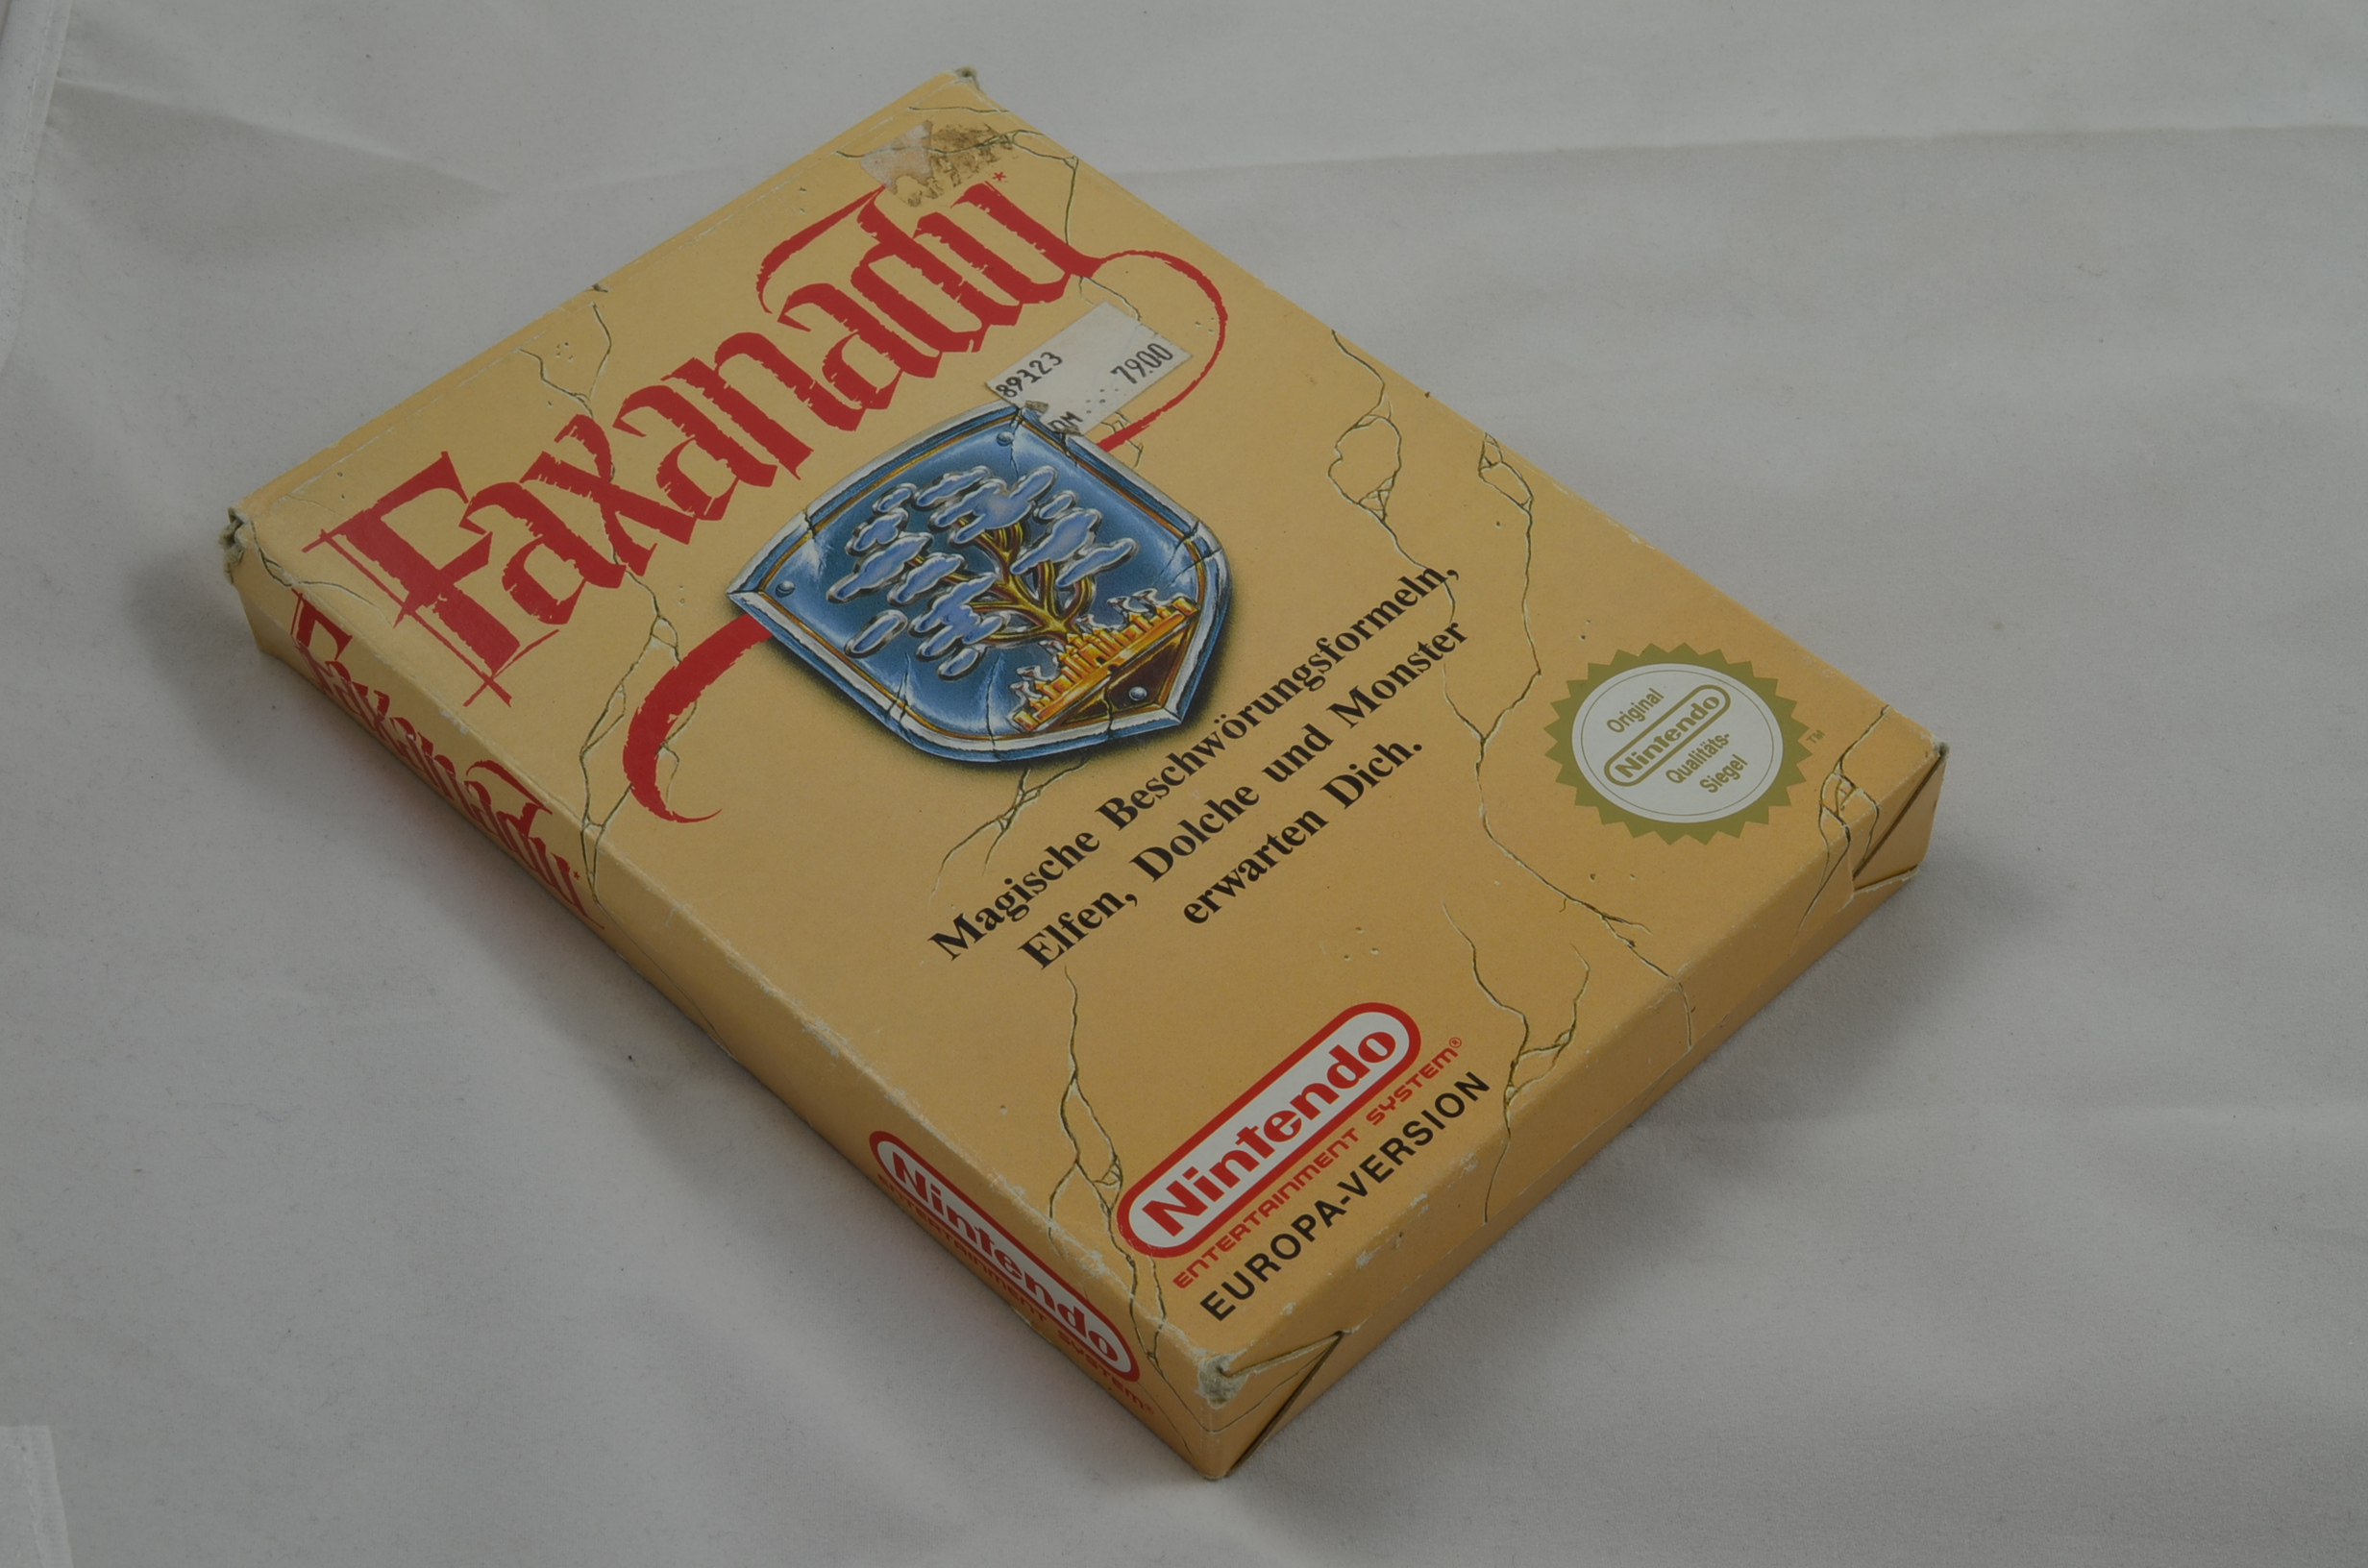 Faxanadu*
89323
DM....79.00
Magische Beschwörungsformeln,
Elfen, Dolche und Monster
erwarten Dich.
Original
Nintendo
Qualitäts-
Siegel
TM
Nintendo
ENTERTAINMENT SYSTEM®
EUROPA-VERSION
Faxanadu*
Nintendo
ENTERTAINMENT SYSTEM®